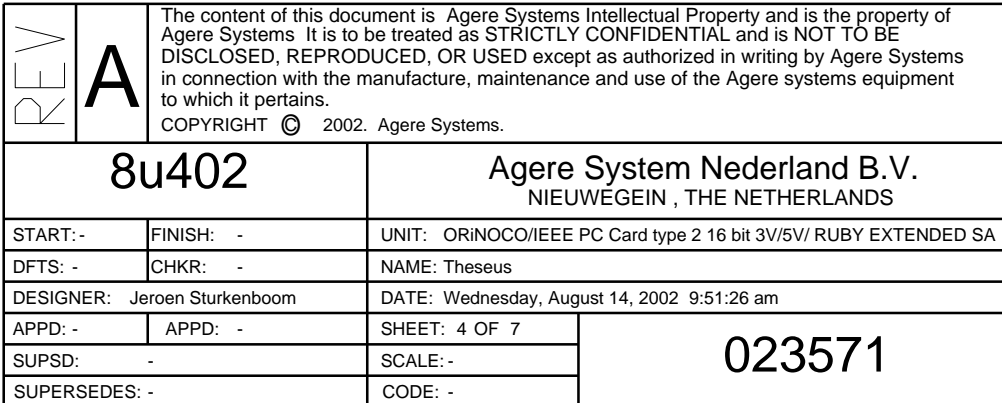 REV
A
The content of this document is Agere Systems Intellectual Property and is the property of
Agere Systems It is to be treated as STRICTLY CONFIDENTIAL and is NOT TO BE
DISCLOSED, REPRODUCED, OR USED except as authorized in writing by Agere Systems
in connection with the manufacture, maintenance and use of the Agere systems equipment
to which it pertains.
COPYRIGHT © 2002. Agere Systems.
8u402
Agere System Nederland B.V.
NIEUWEGEIN , THE NETHERLANDS
START: - FINISH: -
UNIT: ORiNOCO/IEEE PC Card type 2 16 bit 3V/5V/ RUBY EXTENDED SA
DFTS: - CHKR: -
NAME: Theseus
DESIGNER: Jeroen Sturkenboom
DATE: Wednesday, August 14, 2002 9:51:26 am
APPD: - APPD: -
SHEET: 4 OF 7
SUPSD: -
SCALE: -
023571
SUPERSEDES: -
CODE: -